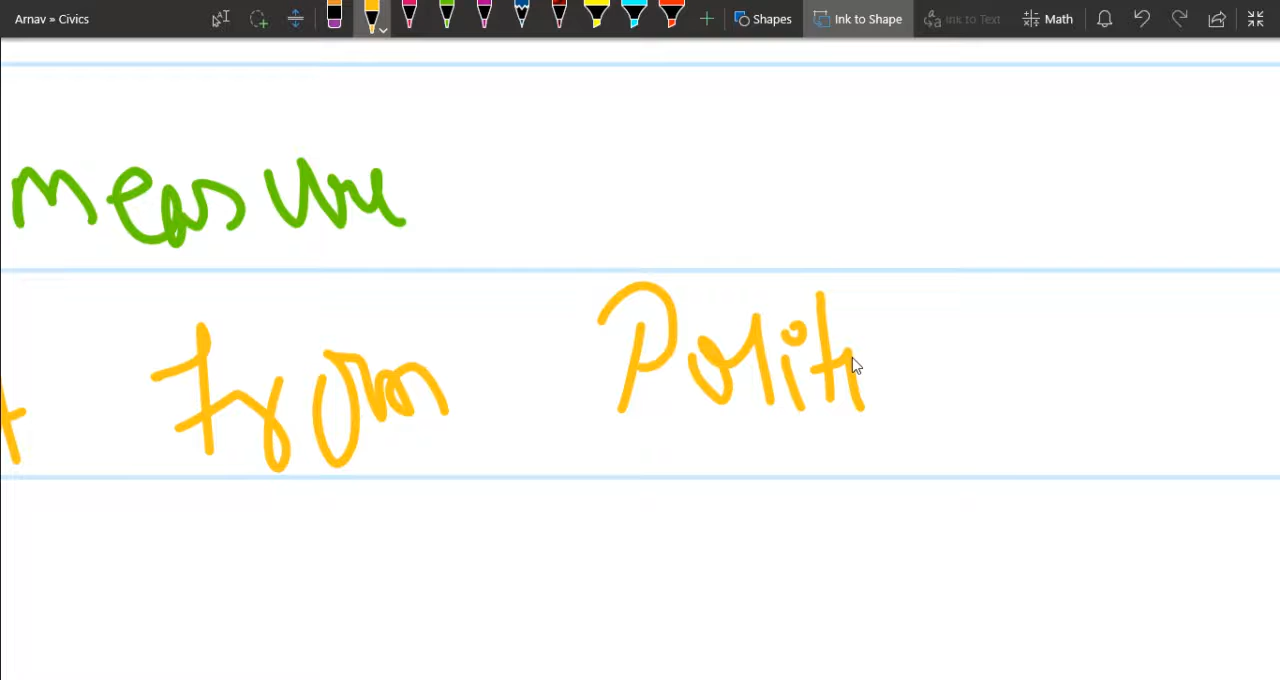 Arnav » Civics Shapes Ink to Shape Ink to Text Math
measure
from Polit